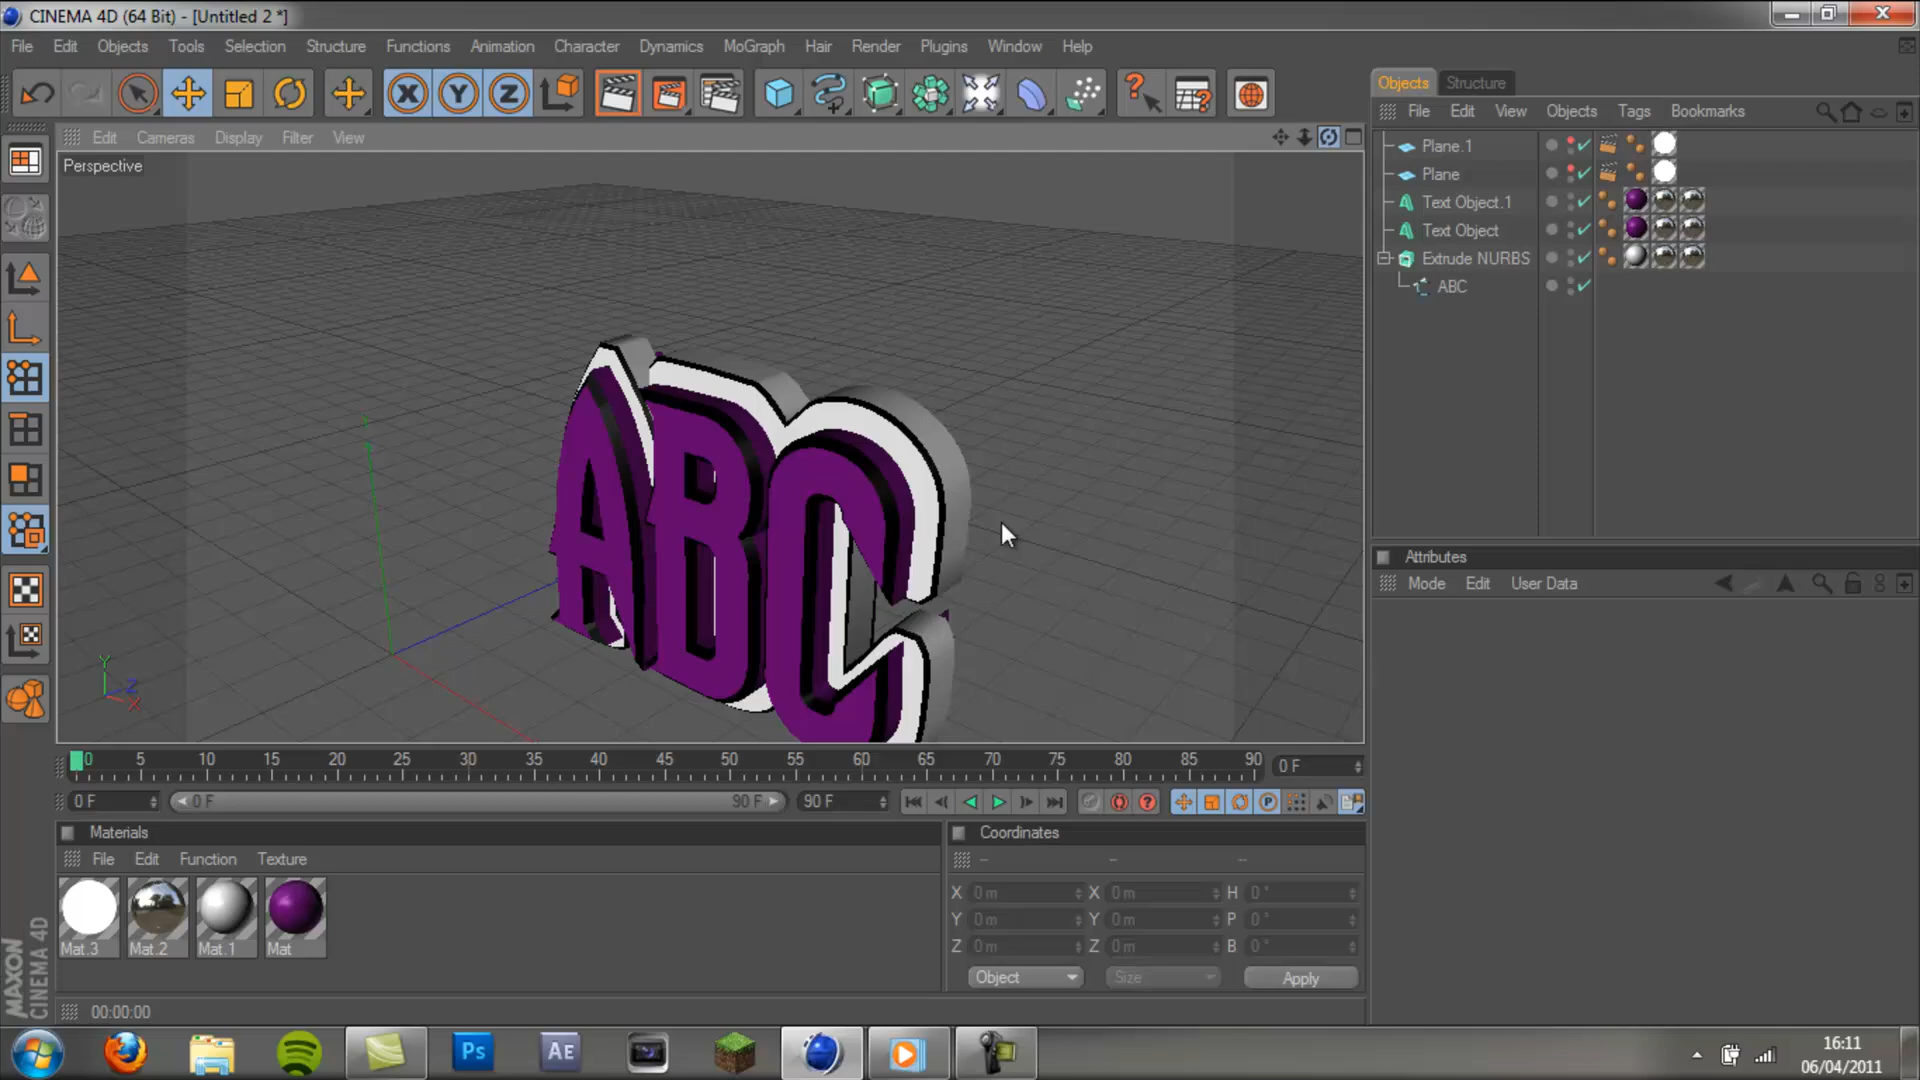 CINEMA 4D (64 Bit) - [Untitled 2 *]
File Edit Objects Tools Selection Structure Functions Animation Character Dynamics MoGraph Hair Render Plugins Window Help
X Y Z
Edit Cameras Display Filter View
Perspective
ABC
Y
Z
X
0 5 10 15 20 25 30 35 40 45 50 55 60 65 70 75 80 85 90 0 F
0 F 0 F 90 F 90 F
Materials
File Edit Function Texture
Mat.3 Mat.2 Mat.1 Mat
Coordinates
X 0 m X 0 m H 0 °
Y 0 m Y 0 m P 0 °
Z 0 m Z 0 m B 0 °
Object Size Apply
00:00:00
MAXON
CINEMA 4D
Objects Structure
File Edit View Objects Tags Bookmarks
Plane.1
Plane
Text Object.1
Text Object
Extrude NURBS
ABC
Attributes
Mode Edit User Data
Ps AE
16:11
06/04/2011